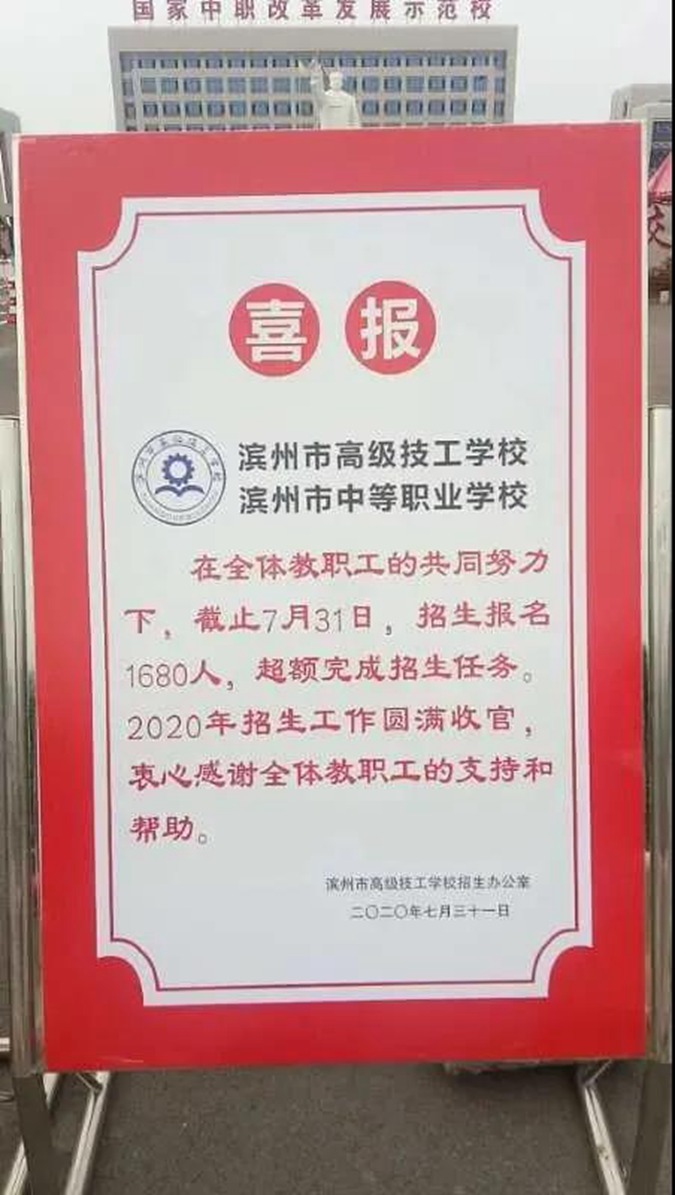 国家中职改革发展示范校
喜报
滨州市高级技工学校
滨州市中等职业学校
在全体教职工的共同努力
下，截止7月31日，招生报名
1680人，超额完成招生任务。
2020年招生工作圆满收官，
衷心感谢全体教职工的支持和
帮助。
滨州市高级技工学校招生办公室
二〇二〇年七月三十一日